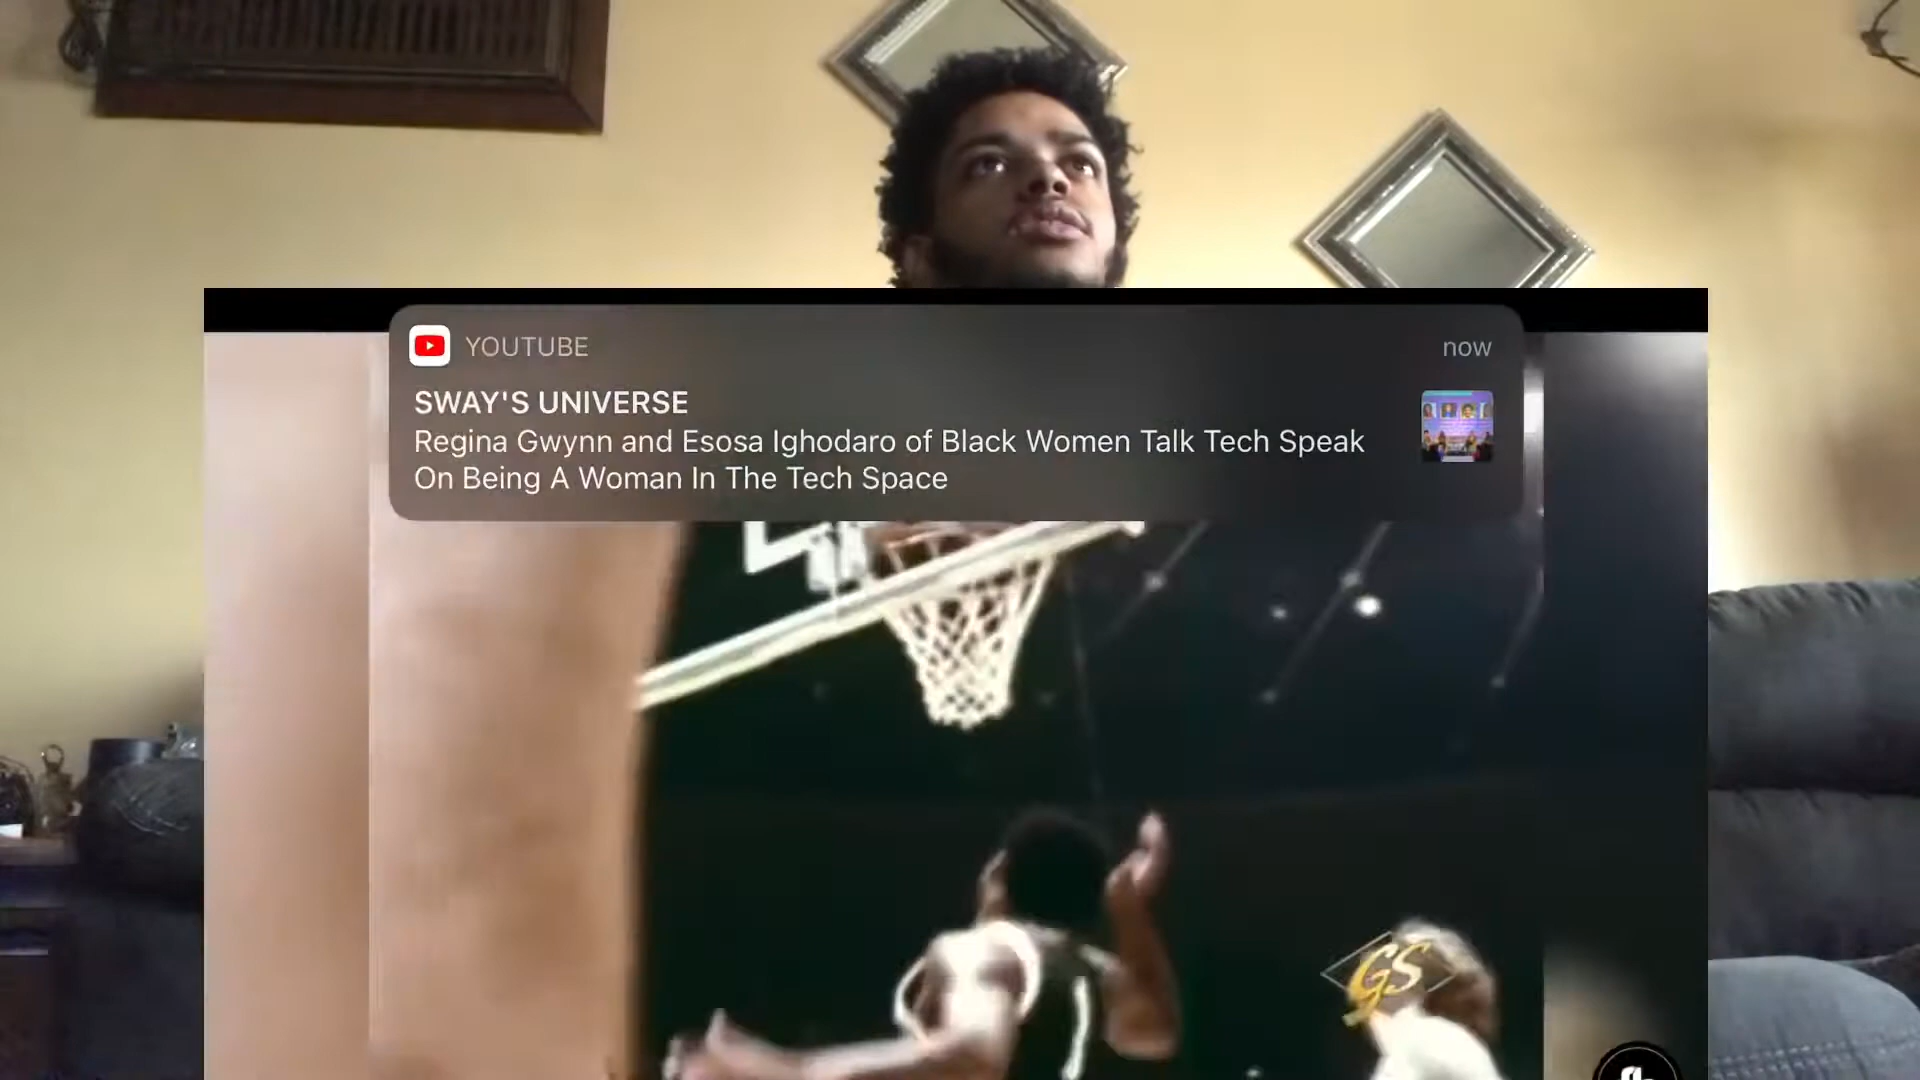 YOUTUBE
now
SWAY'S UNIVERSE
Regina Gwynn and Esosa Ighodaro of Black Women Talk Tech Speak
On Being A Woman In The Tech Space
GS
1